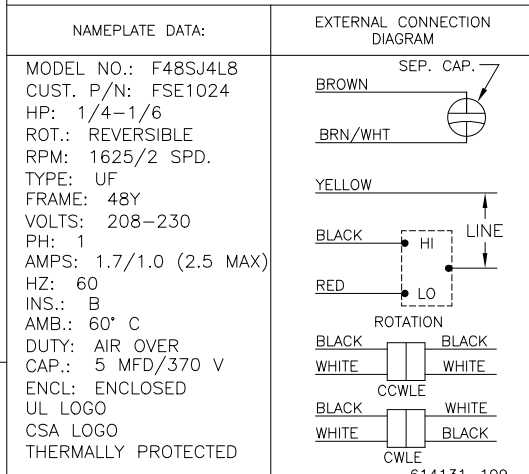 NAMEPLATE DATA:
MODEL NO.: F48SJ4L8
CUST. P/N: FSE1024
HP: 1/4-1/6
ROT.: REVERSIBLE
RPM: 1625/2 SPD.
TYPE: UF
FRAME: 48Y
VOLTS: 208-230
PH: 1
AMPS: 1.7/1.0 (2.5 MAX)
HZ: 60
INS.: B
AMB.: 60° C
DUTY: AIR OVER
CAP.: 5 MFD/370 V
ENCL: ENCLOSED
UL LOGO
CSA LOGO
THERMALLY PROTECTED
EXTERNAL CONNECTION
DIAGRAM
SEP. CAP.
BROWN
BRN/WHT
YELLOW
LINE
BLACK HI
RED LO
ROTATION
BLACK BLACK
WHITE WHITE
CCWLE
BLACK WHITE
WHITE BLACK
CWLE